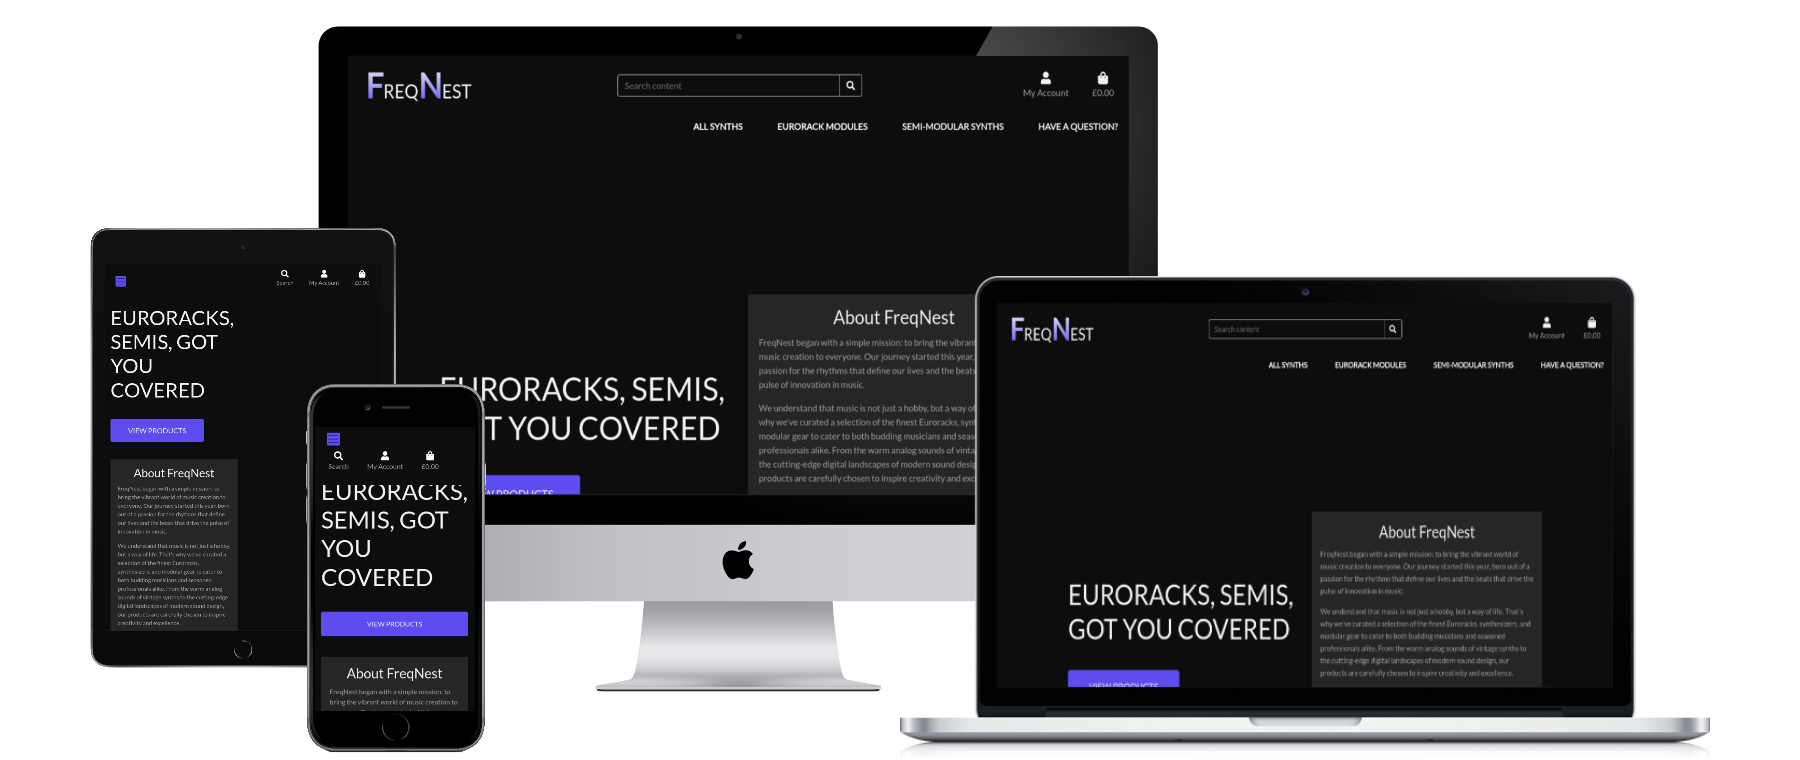 FREQNEST
Search content
My Account
£0.00
ALL SYNTHS
EURORACK MODULES
SEMI-MODULAR SYNTHS
HAVE A QUESTION?
RORACKS, SEMIS,
T YOU COVERED
W PRODUCTS
About FreqNest
FreqNest began with a simple mission: to bring the vibrant
music creation to everyone. Our journey started this year,
passion for the rhythms that define our lives and the beats
pulse of innovation in music.
We understand that music is not just a hobby, but a way of
why we've curated a selection of the finest Euroracks, syn
modular gear to cater to both budding musicians and seas
professionals alike. From the warm analog sounds of vinta
the cutting-edge digital landscapes of modern sound desig
products are carefully chosen to inspire creativity and exc
Search
My Account
£0.00
EURORACKS,
SEMIS, GOT
YOU
COVERED
VIEW PRODUCTS
About FreqNest
FreqNest began with a simple mission: to
bring the vibrant world of music creation to
everyone. Our journey started this year, born
out of a passion for the rhythms that define
our lives and the beats that drive the pulse of
innovation in music.
We understand that music is not just a hobby,
but a way of life. That's why we've curated a
selection of the finest Euroracks,
synthesizers, and modular gear to cater to
both budding musicians and seasoned
professionals alike. From the warm analog
sounds of vintage synths to the cutting-edge
digital landscapes of modern sound design,
our products are carefully chosen to inspire
creativity and excellence.
Search
My Account
£0.00
EURORACKS,
SEMIS, GOT
YOU
COVERED
VIEW PRODUCTS
About FreqNest
FreqNest began with a simple mission: to
bring the vibrant world of music creation to
FREQNEST
Search content
My Account
£0.00
ALL SYNTHS
EURORACK MODULES
SEMI-MODULAR SYNTHS
HAVE A QUESTION?
EURORACKS, SEMIS,
GOT YOU COVERED
VIEW PRODUCTS
About FreqNest
FreqNest began with a simple mission: to bring the vibrant world of
music creation to everyone. Our journey started this year, born out of a
passion for the rhythms that define our lives and the beats that drive the
pulse of innovation in music.
We understand that music is not just a hobby, but a way of life. That's
why we've curated a selection of the finest Euroracks, synthesizers, and
modular gear to cater to both budding musicians and seasoned
professionals alike. From the warm analog sounds of vintage synths to
the cutting-edge digital landscapes of modern sound design, our
products are carefully chosen to inspire creativity and excellence.